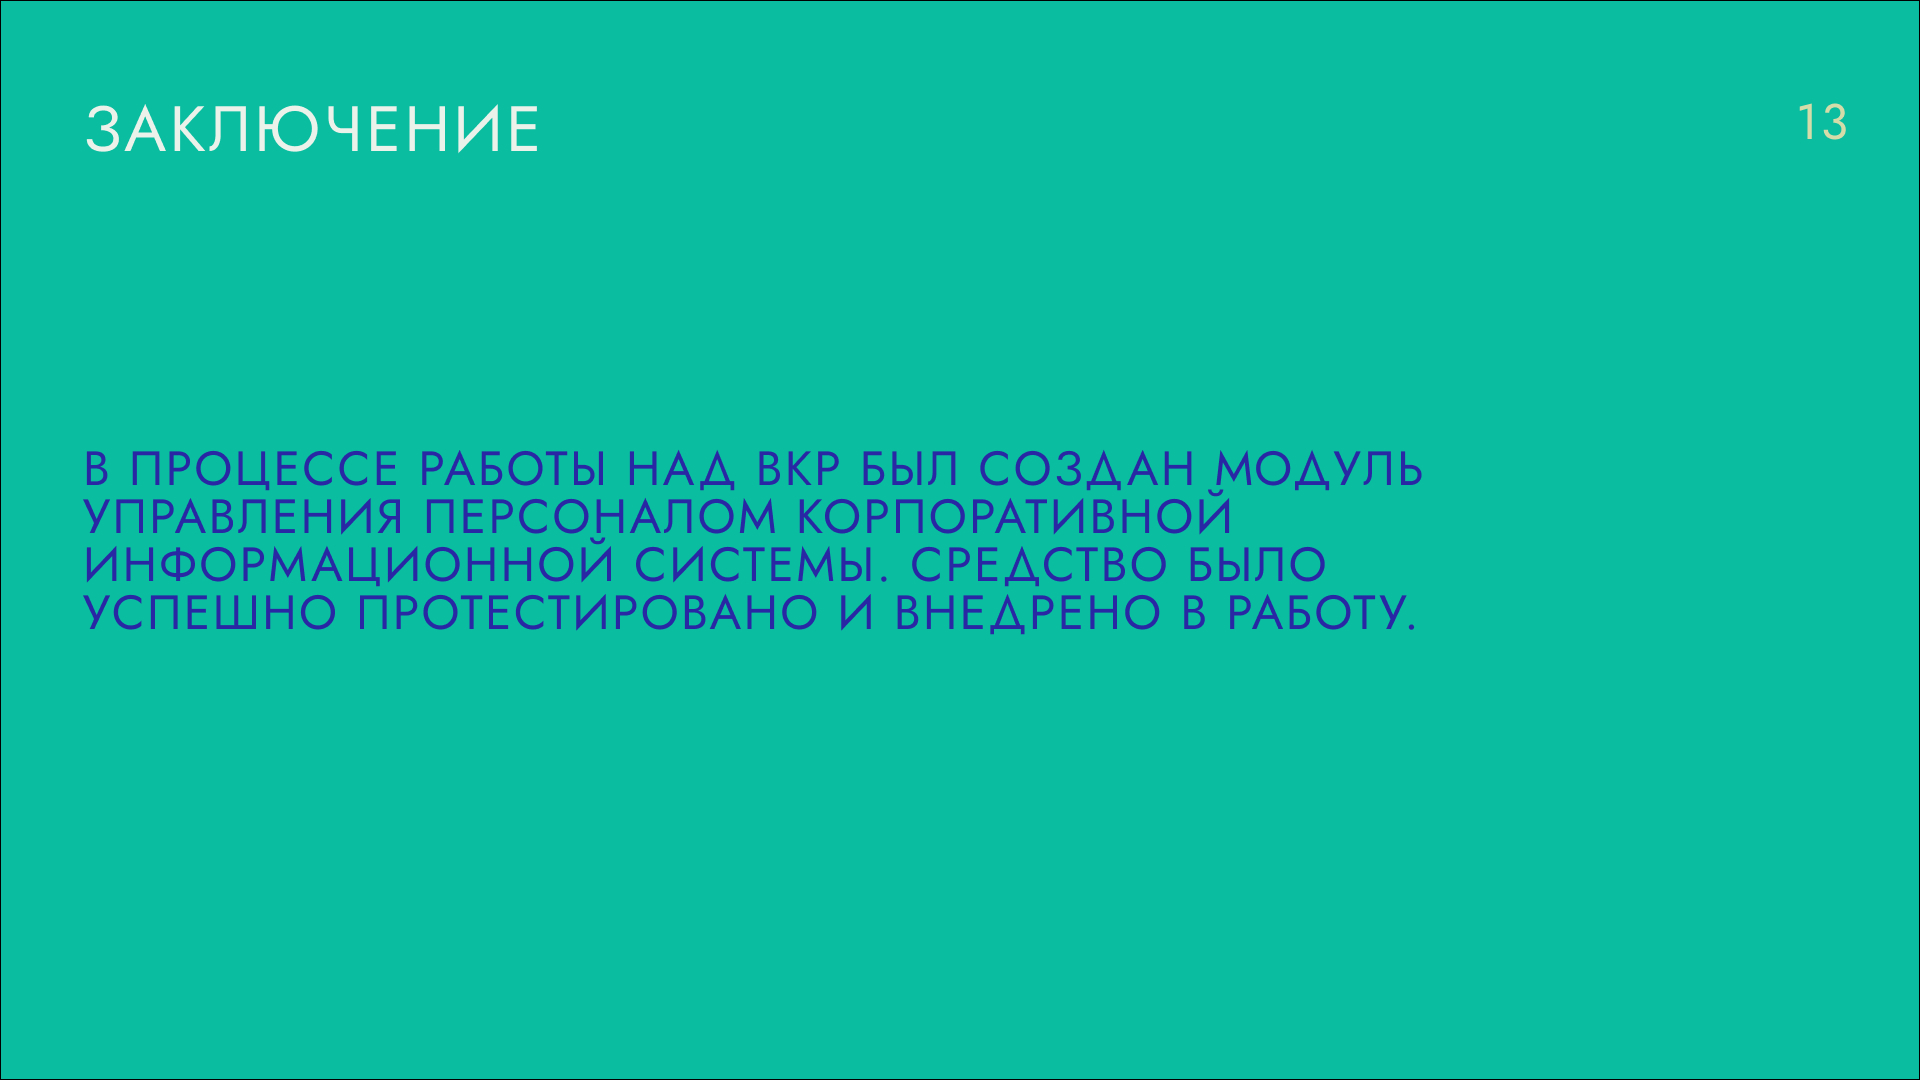 ЗАКЛЮЧЕНИЕ
13
В ПРОЦЕССЕ РАБОТЫ НАД ВКР БЫЛ СОЗДАН МОДУЛЬ
УПРАВЛЕНИЯ ПЕРСОНАЛОМ КОРПОРАТИВНОЙ
ИНФОРМАЦИОННОЙ СИСТЕМЫ. СРЕДСТВО БЫЛО
УСПЕШНО ПРОТЕСТИРОВАНО И ВНЕДРЕНО В РАБОТУ.